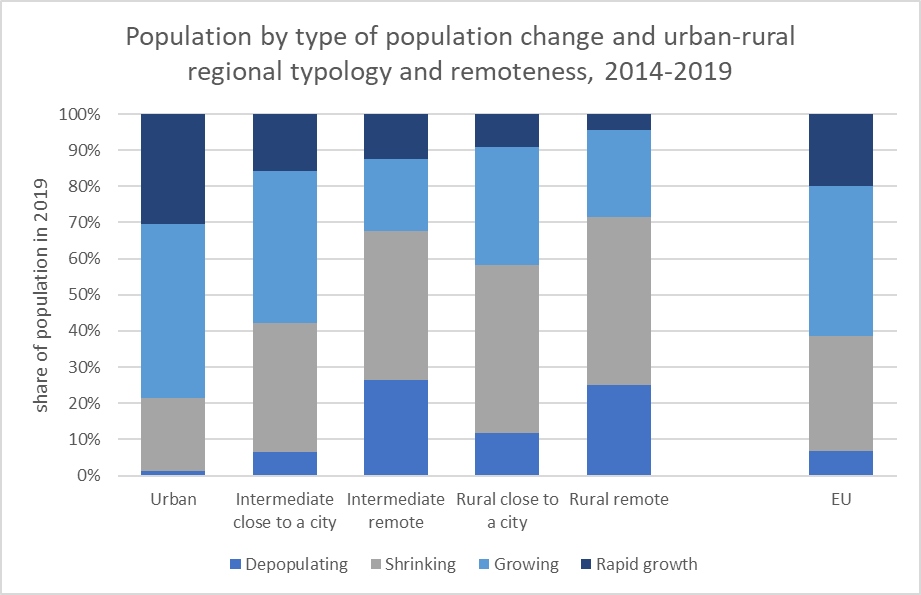 Population by type of population change and urban-rural
regional typology and remoteness, 2014-2019
share of population in 2019
100%
90%
80%
70%
60%
50%
40%
30%
20%
10%
0%
Urban
Intermediate
close to a city
Intermediate
remote
Rural close to
a city
Rural remote
EU
Depopulating
Shrinking
Growing
Rapid growth